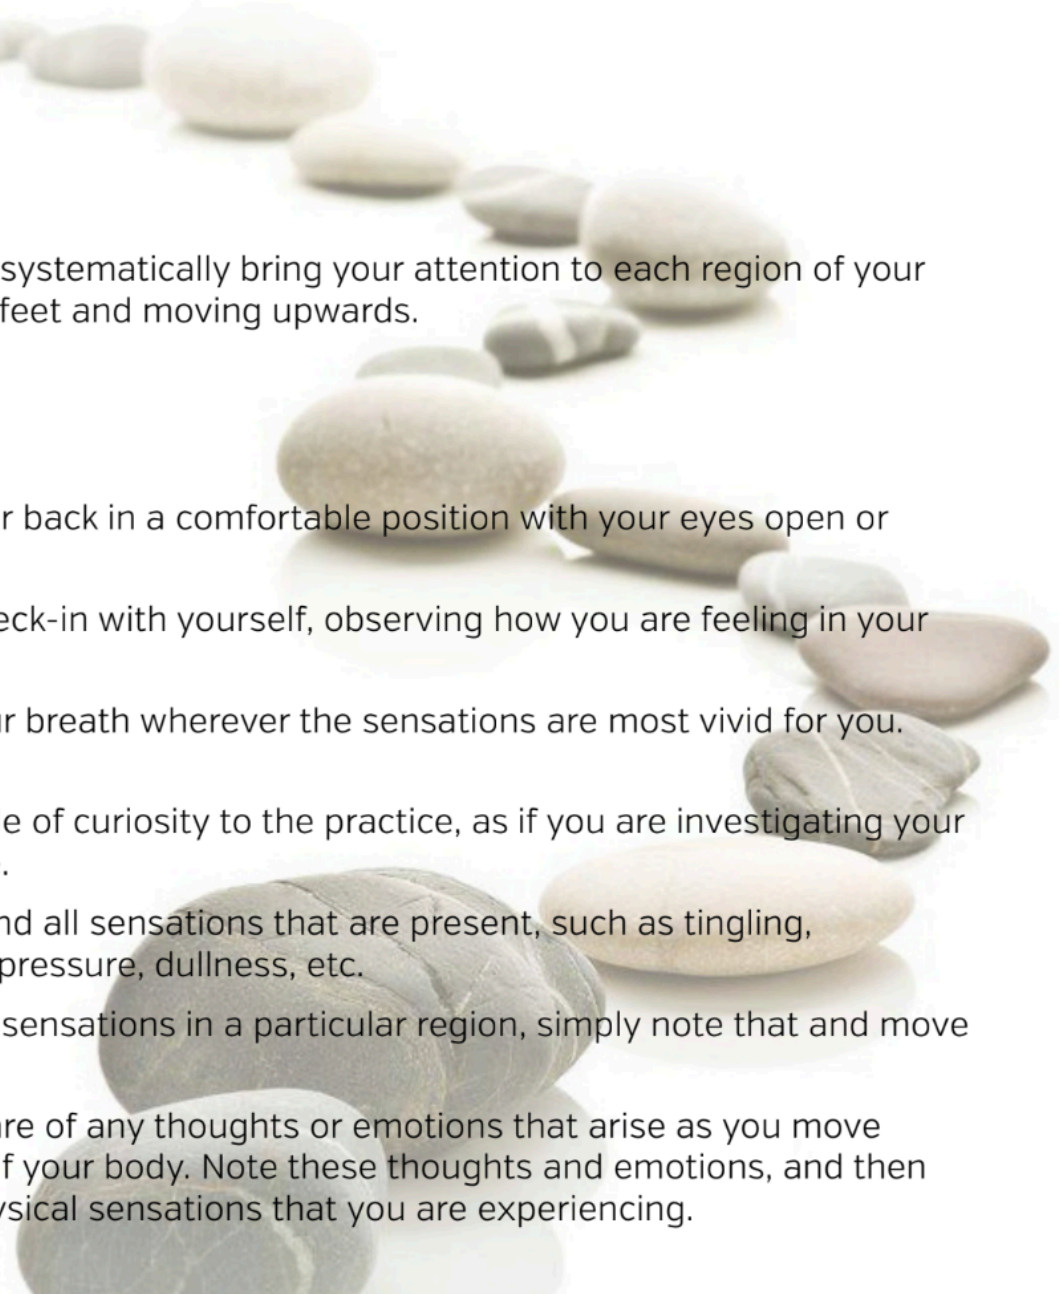 systematically bring your attention to each region of your
feet and moving upwards.
r back in a comfortable position with your eyes open or
eck-in with yourself, observing how you are feeling in your
ur breath wherever the sensations are most vivid for you.
e of curiosity to the practice, as if you are investigating your
.
nd all sensations that are present, such as tingling,
pressure, dullness, etc.
sensations in a particular region, simply note that and move
re of any thoughts or emotions that arise as you move
f your body. Note these thoughts and emotions, and then
ysical sensations that you are experiencing.